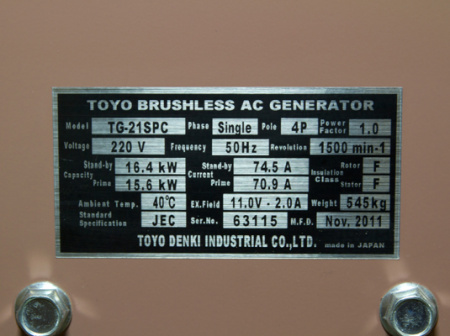 TOYO BRUSHLESS AC GENERATOR
Model TG-21SPC Phase Single Pole 4P Power Factor 1.0
Voltage 220 V Frequency 50Hz Revolution 1500 min-1
Capacity Stand-by 16.4 kW Current Stand-by 74.5 A Insulation Class Rotor F
Prime 15.6 kW Prime 70.9 A Stator F
Ambient Temp. 40°C EX.Field 11.0V - 2.0A Weight 545kg
Standard Specification JEC Ser.No. 63115 M.F.D. Nov. 2011
TOYO DENKI INDUSTRIAL CO.,LTD. made in JAPAN